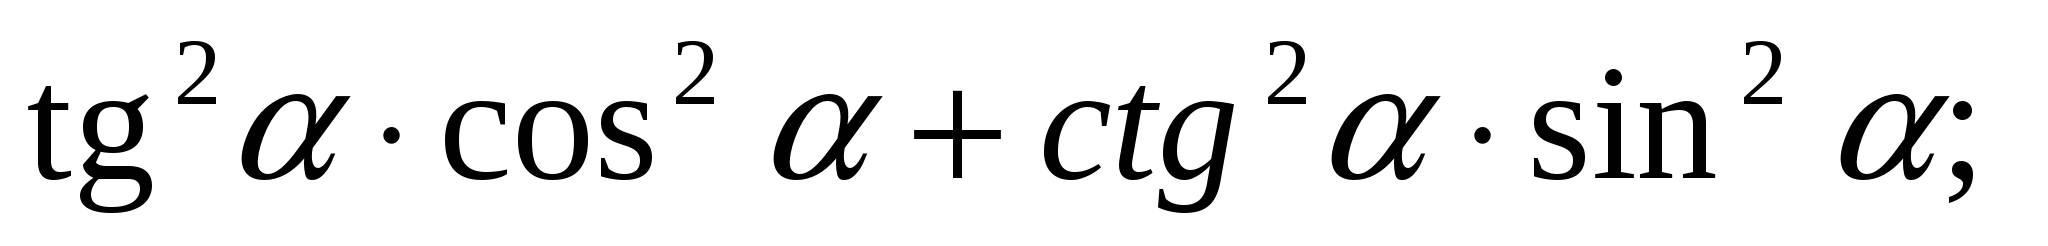 tg²α · cos² α + ctg²α · sin² α;